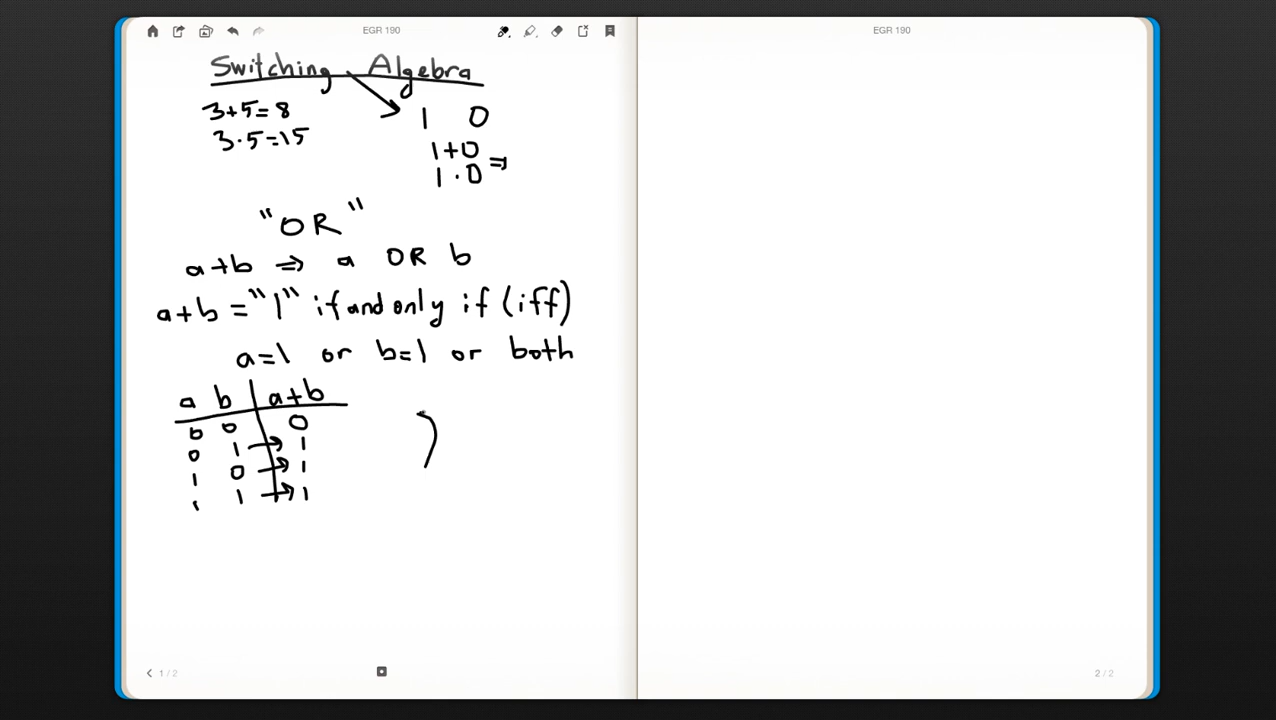 EGR 190
EGR 190
Switching Algebra
3+5=8
1 0
3·5=15
1+0
1·0 ⇒
"OR"
a+b ⇒ a OR b
a+b="1" if and only if (iff)
a=1 or b=1 or both
a b | a+b
0 0 0
0 1 → 1
1 0 → 1
1 1 → 1
1 / 2
2 / 2